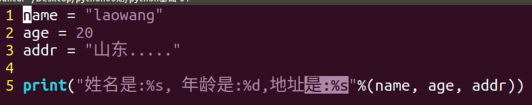 1 name = "laowang"
2 age = 20
3 addr = "山东....."
4
5 print("姓名是:%s, 年龄是:%d,地址是:%s"%(name, age, addr))